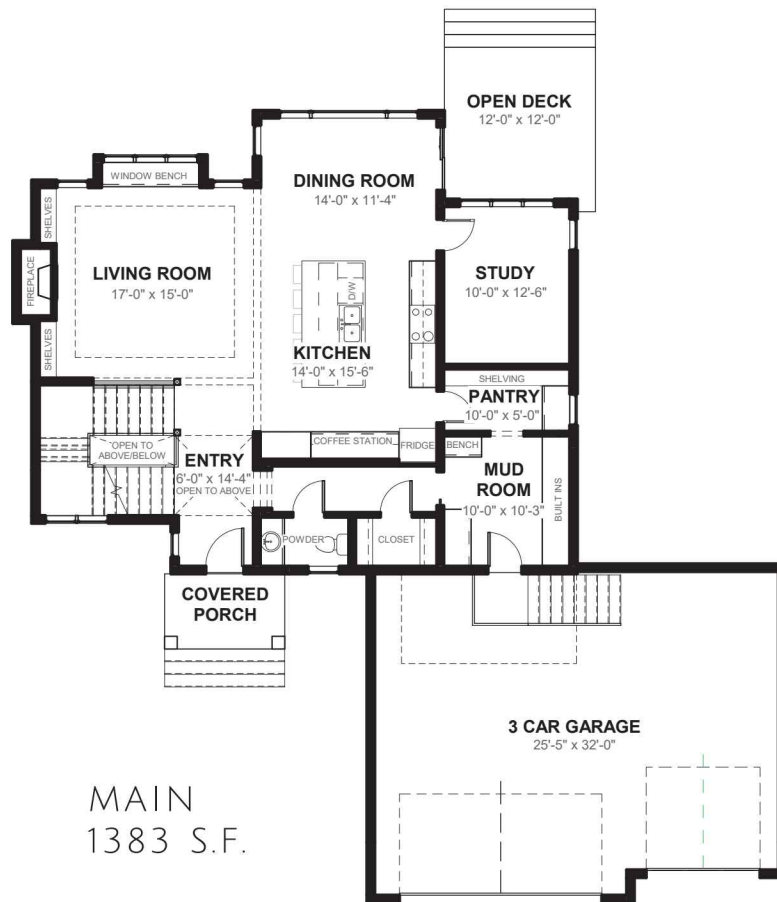 OPEN DECK
12'-0" x 12'-0"
WINDOW BENCH
DINING ROOM
14'-0" x 11'-4"
SHELVES
LIVING ROOM
17'-0" x 15'-0"
FIREPLACE
SHELVES
D/W
STUDY
10'-0" x 12'-6"
KITCHEN
14'-0" x 15'-6"
SHELVING
PANTRY
10'-0" x 5'-0"
OPEN TO
ABOVE/BELOW
COFFEE STATION
FRIDGE
BENCH
ENTRY
6'-0" x 14'-4"
OPEN TO ABOVE
MUD
ROOM
10'-0" x 10'-3"
BUILT INS
POWDER
CLOSET
COVERED
PORCH
3 CAR GARAGE
25'-5" x 32'-0"
MAIN
1383 S.F.